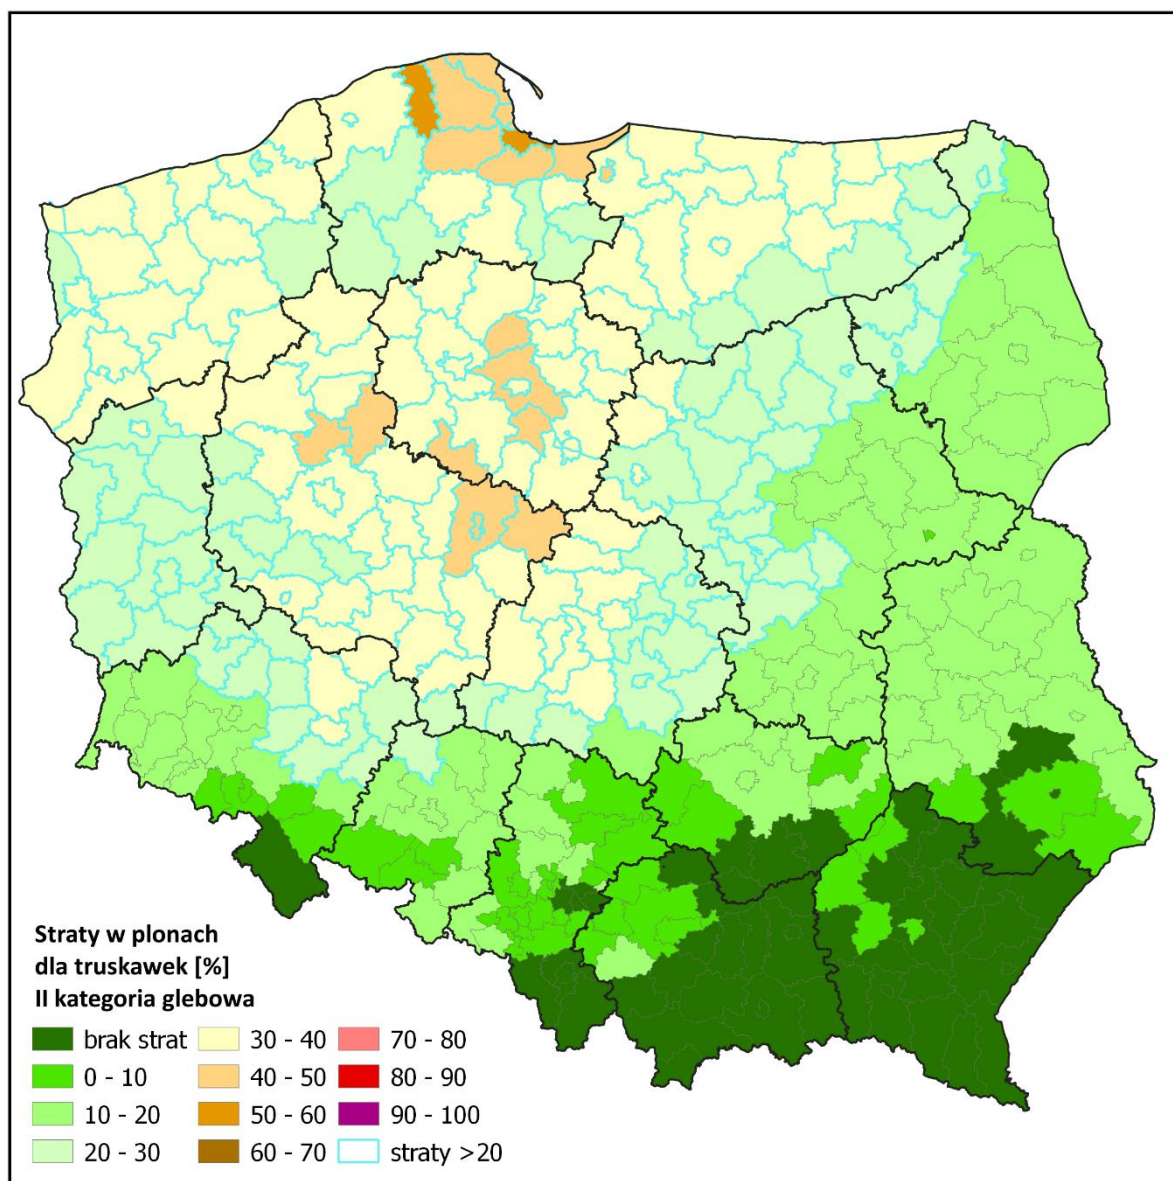 Straty w plonach
dla truskawek [%]
II kategoria glebowa
brak strat
0 - 10
10 - 20
20 - 30
30 - 40
40 - 50
50 - 60
60 - 70
70 - 80
80 - 90
90 - 100
straty >20